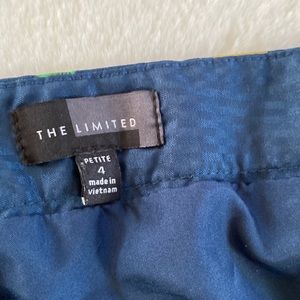 THE LIMITED
PETITE
4
made in
vietnam